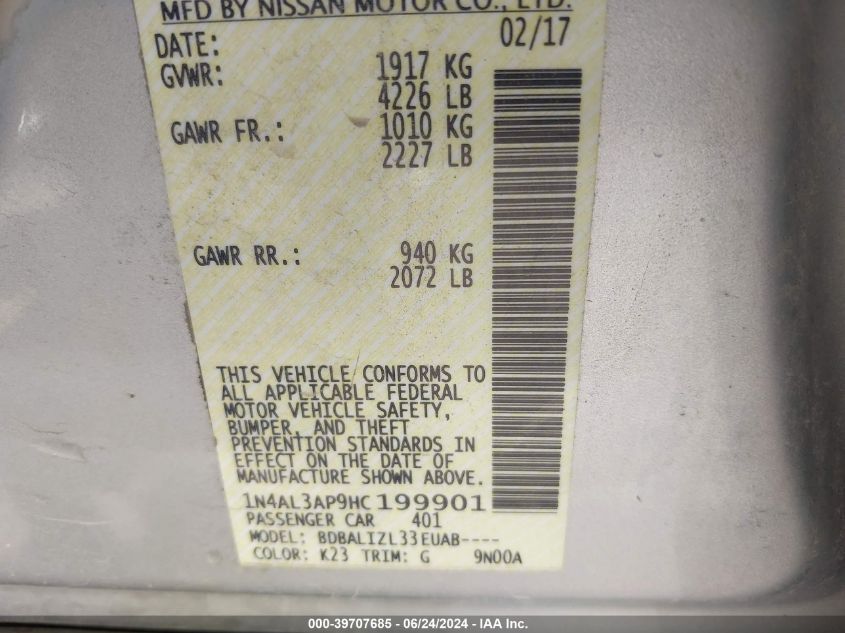 MFD BY NISSAN MOTOR CO., LTD.
DATE: 02/17
GVWR: 1917 KG
4226 LB
GAWR FR.: 1010 KG
2227 LB
GAWR RR.: 940 KG
2072 LB
THIS VEHICLE CONFORMS TO
ALL APPLICABLE FEDERAL
MOTOR VEHICLE SAFETY,
BUMPER, AND THEFT
PREVENTION STANDARDS IN
EFFECT ON THE DATE OF
MANUFACTURE SHOWN ABOVE.
1N4AL3AP9HC199901
PASSENGER CAR 401
MODEL: BDBALIZL33EUAB----
COLOR: K23 TRIM: G 9N00A
000-39707685 - 06/24/2024 - IAA Inc.